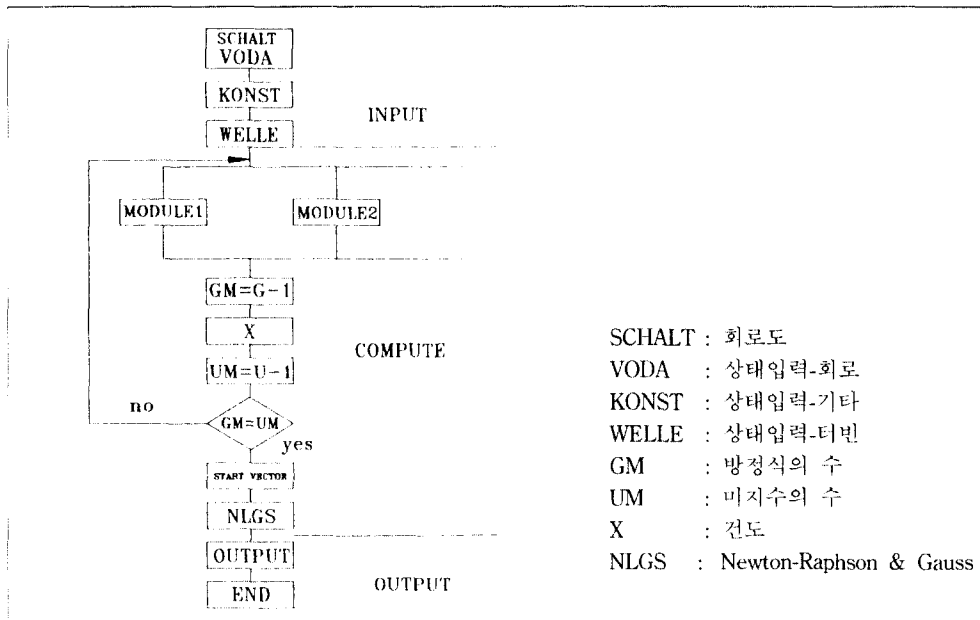 SCHALT
VODA
KONST
INPUT
WELLE
MODULE1
MODULE2
GM=G-1
X
COMPUTE
UM=U-1
no
GM=UM
yes
START VECTOR
NLGS
OUTPUT
OUTPUT
END
SCHALT : 회로도
VODA : 상태입력-회로
KONST : 상태입력-기타
WELLE : 상태입력-터빈
GM : 방정식의 수
UM : 미지수의 수
X : 건도
NLGS : Newton-Raphson & Gauss